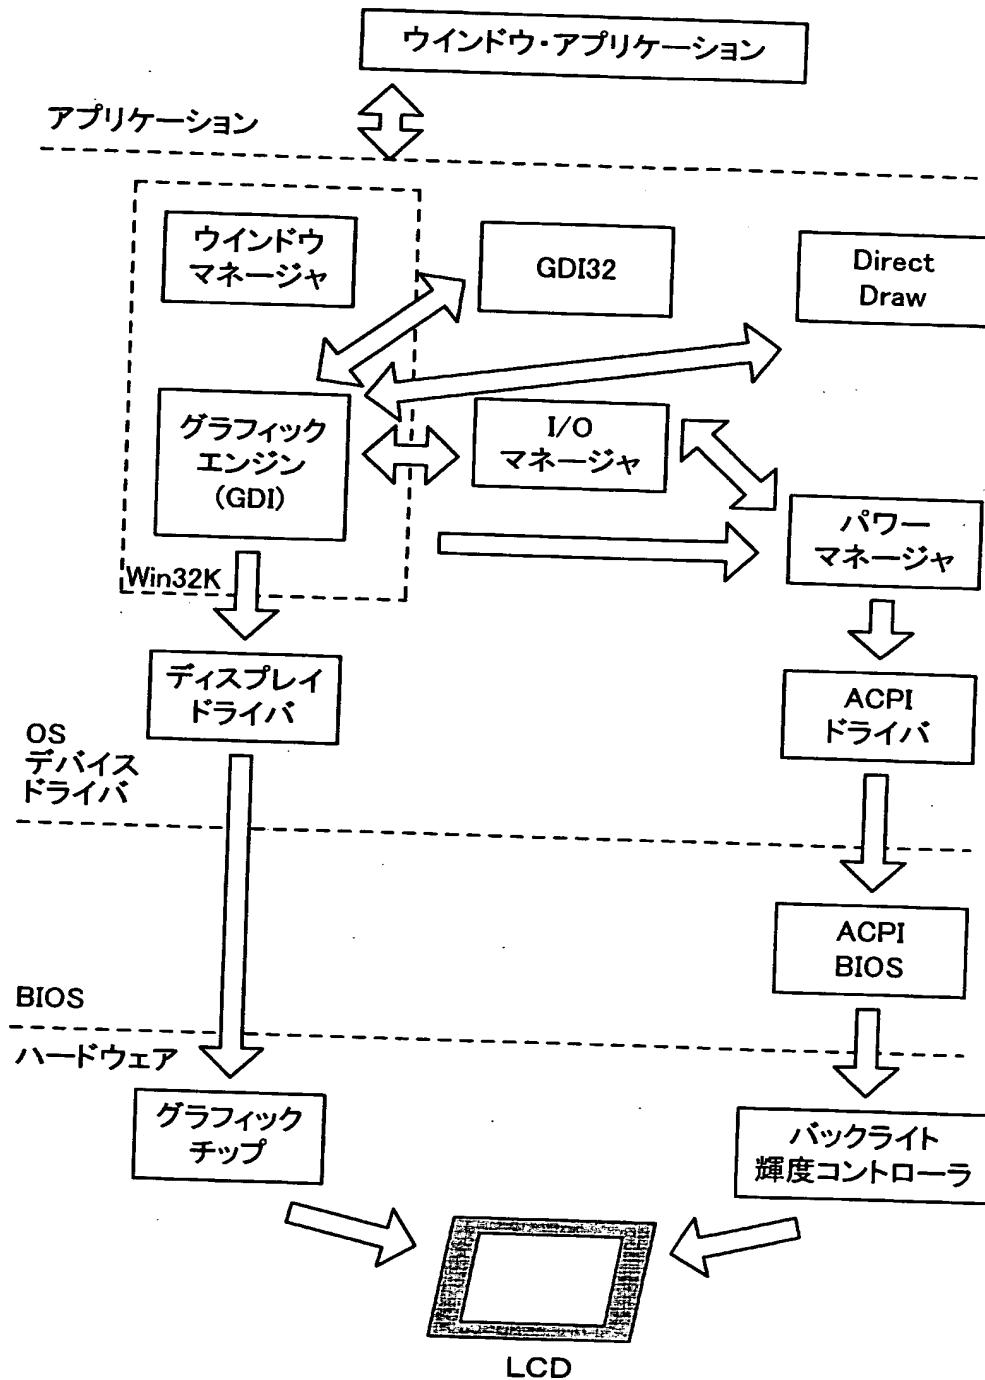 ウインドウ・アプリケーション
アプリケーション
ウインドウ
マネージャ
GDI32
Direct
Draw
グラフィック
エンジン
(GDI)
I/O
マネージャ
パワー
マネージャ
Win32K
ディスプレイ
ドライバ
ACPI
ドライバ
OS
デバイス
ドライバ
ACPI
BIOS
BIOS
ハードウェア
グラフィック
チップ
バックライト
輝度コントローラ
LCD